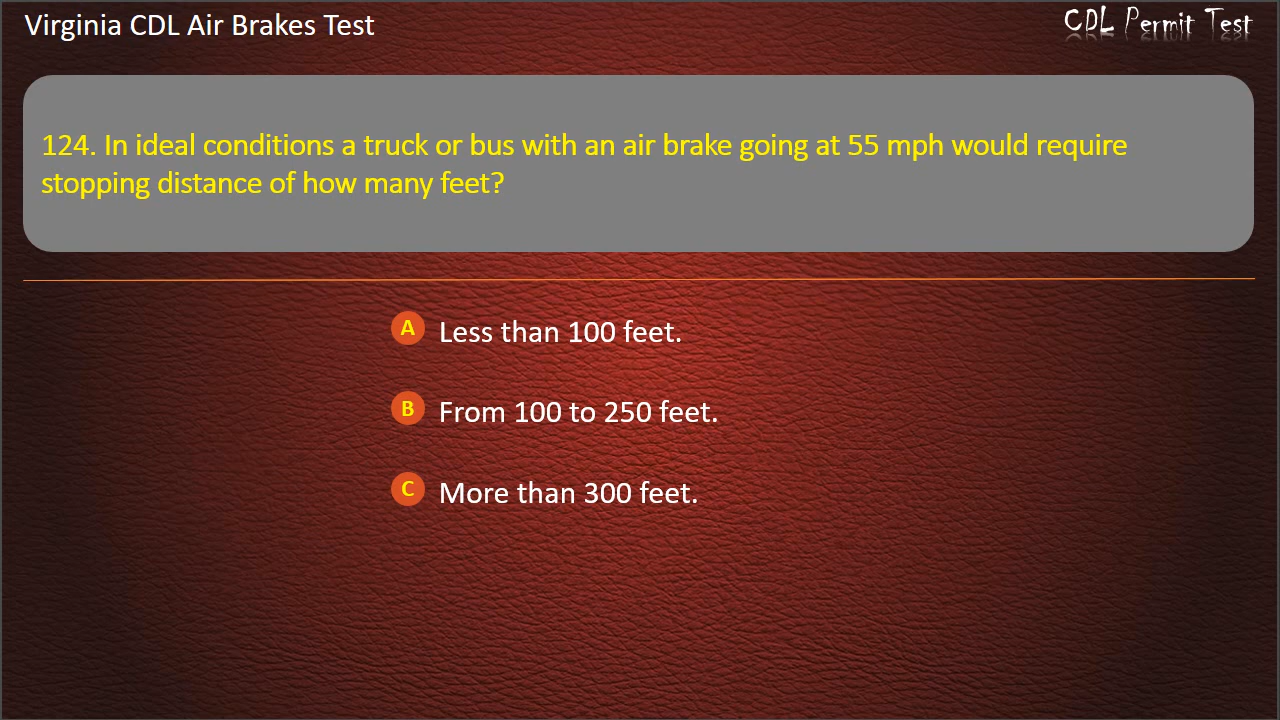 Virginia CDL Air Brakes Test
CDL Permit Test
124. In ideal conditions a truck or bus with an air brake going at 55 mph would require
stopping distance of how many feet?
A Less than 100 feet.
B From 100 to 250 feet.
C More than 300 feet.